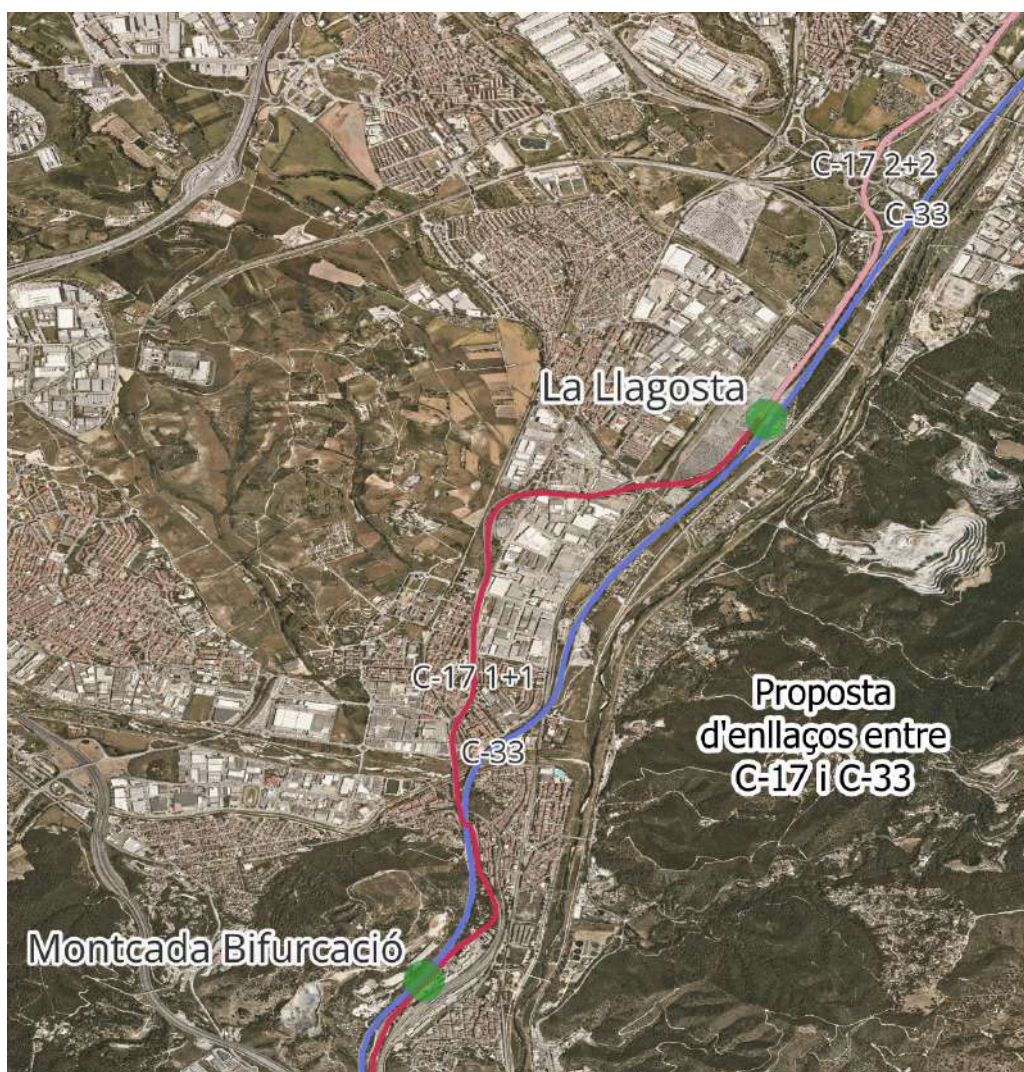 C-17 2+2
C-33
La Llagosta
C-17 1+1
Proposta
d'enllaços entre
C-17 i C-33
C-33
Montcada Bifurcació